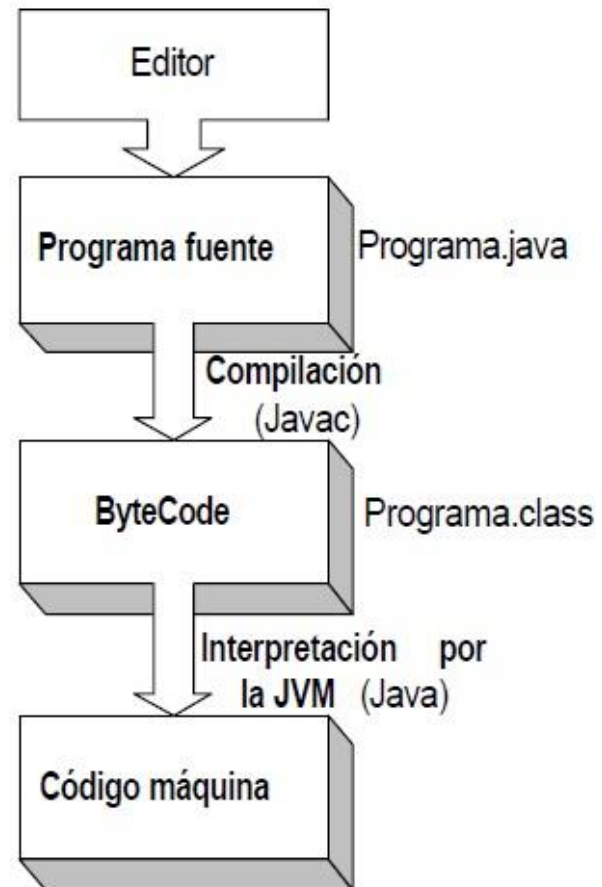 Editor
Programa fuente
Programa.java
Compilación
(Javac)
ByteCode
Programa.class
Interpretación por
la JVM (Java)
Código máquina